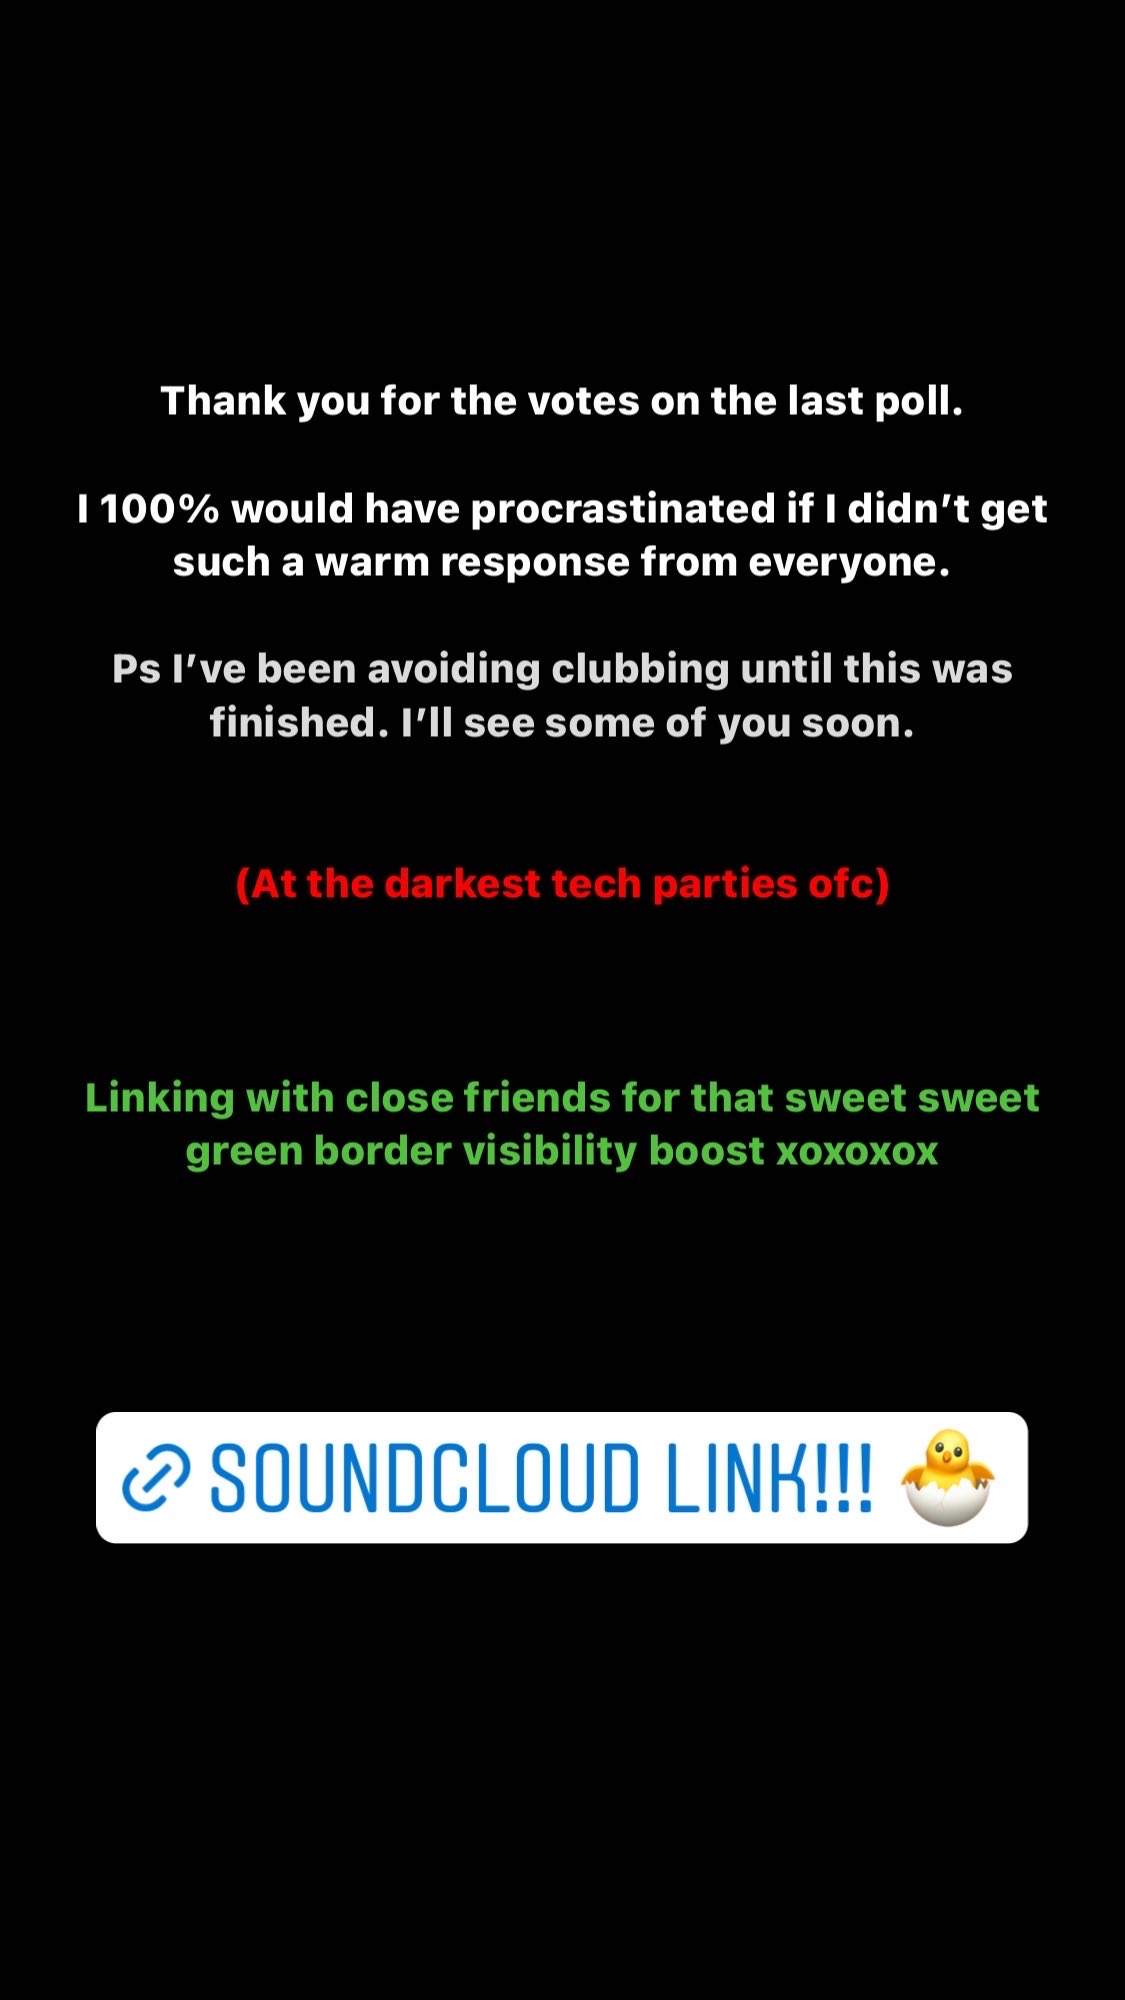 Thank you for the votes on the last poll.
I 100% would have procrastinated if I didn’t get
such a warm response from everyone.
Ps I’ve been avoiding clubbing until this was
finished. I’ll see some of you soon.
(At the darkest tech parties ofc)
Linking with close friends for that sweet sweet
green border visibility boost xoxoxox
SOUNDCLOUD LINK!!! 🐣